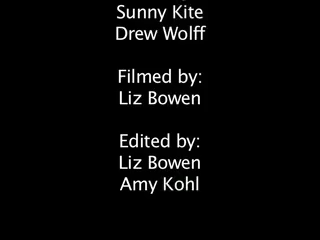 Sunny Kite
Drew Wolff
Filmed by:
Liz Bowen
Edited by:
Liz Bowen
Amy Kohl